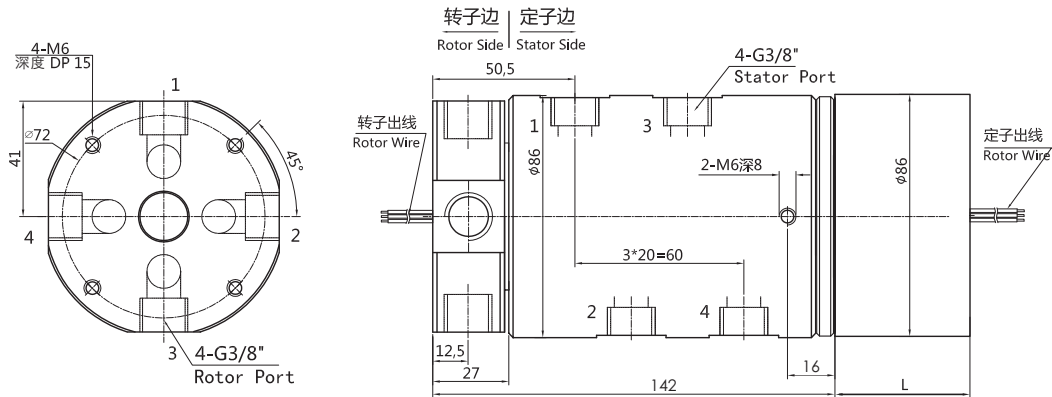 4-M6
深度 DP 15
1
⌀72
41
45°
4
2
3
4-G3/8"
Rotor Port
转子边 定子边
Rotor Side Stator Side
50,5
4-G3/8"
Stator Port
转子出线
Rotor Wire
1
3
ϕ86
2-M6深8
ϕ86
定子出线
Rotor Wire
3*20=60
2
4
12,5
27
16
142
L